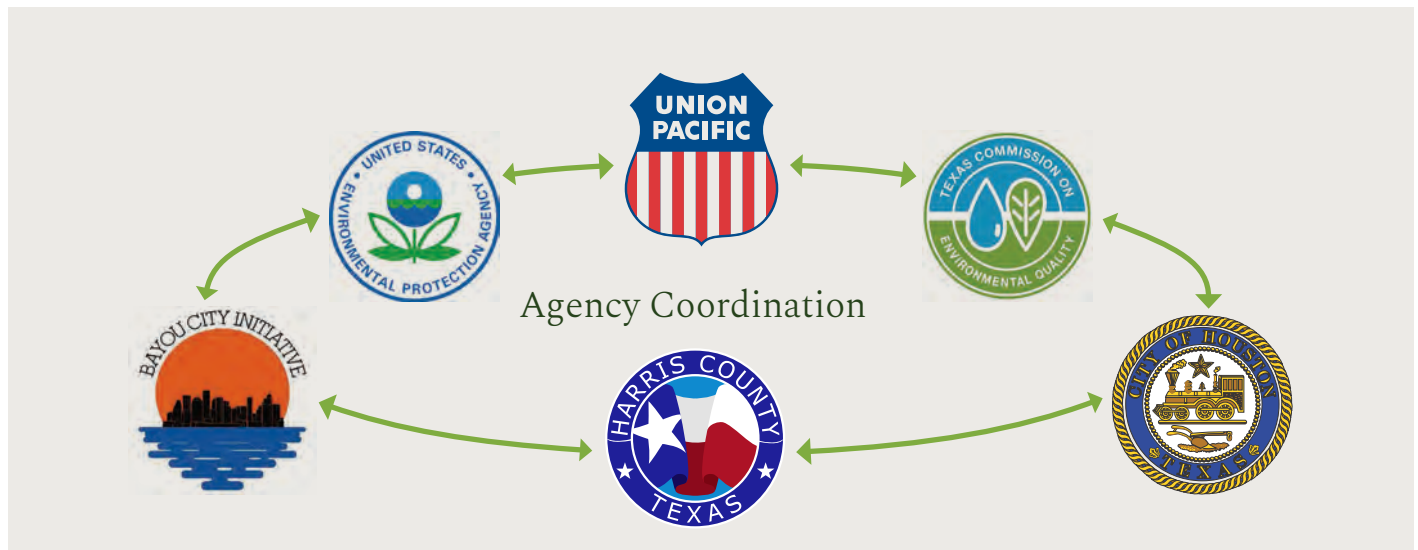 UNION
PACIFIC
UNITED STATES
ENVIRONMENTAL PROTECTION AGENCY
TEXAS COMMISSION ON
ENVIRONMENTAL QUALITY
Agency Coordination
BAYOU CITY INITIATIVE
HARRIS COUNTY
TEXAS
CITY OF HOUSTON
TEXAS